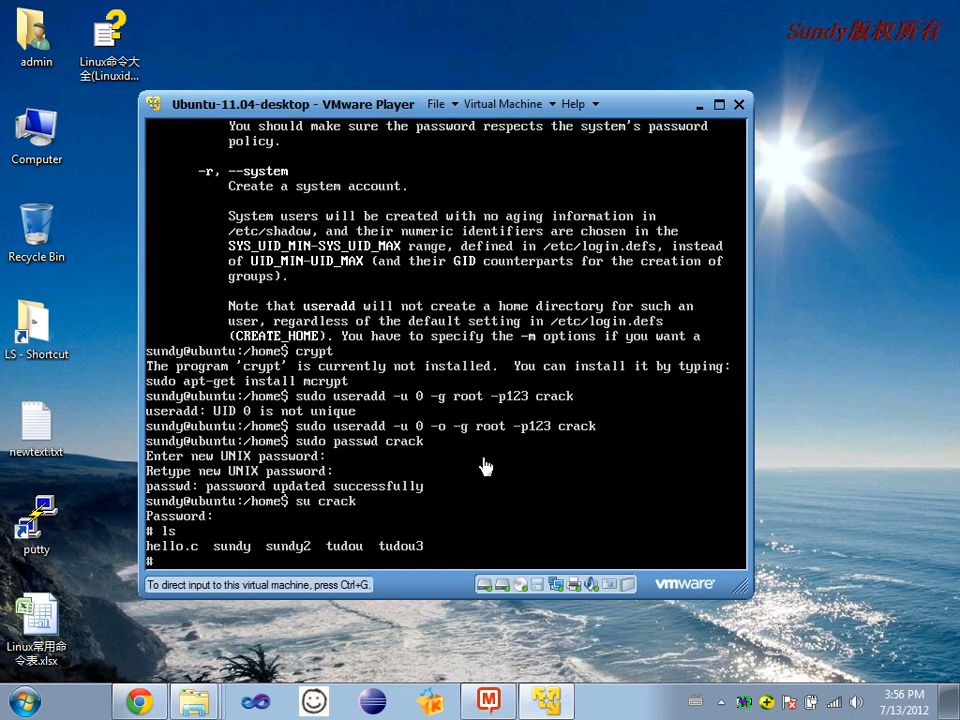 admin
Linux命令大
全(Linuxid...
Sundy版权所有
Computer
Recycle Bin
LS - Shortcut
newtext.txt
putty
Linux常用命
令表.xlsx
Ubuntu-11.04-desktop - VMware Player File Virtual Machine Help
You should make sure the password respects the system's password
policy.
-r, --system
Create a system account.
System users will be created with no aging information in
/etc/shadow, and their numeric identifiers are chosen in the
SYS_UID_MIN-SYS_UID_MAX range, defined in /etc/login.defs, instead
of UID_MIN-UID_MAX (and their GID counterparts for the creation of
groups).
Note that useradd will not create a home directory for such an
user, regardless of the default setting in /etc/login.defs
(CREATE_HOME). You have to specify the -m options if you want a
sundy@ubuntu:/home$ crypt
The program 'crypt' is currently not installed.  You can install it by typing:
sudo apt-get install mcrypt
sundy@ubuntu:/home$ sudo useradd -u 0 -g root -p123 crack
useradd: UID 0 is not unique
sundy@ubuntu:/home$ sudo useradd -u 0 -o -g root -p123 crack
sundy@ubuntu:/home$ sudo passwd crack
Enter new UNIX password:
Retype new UNIX password:
passwd: password updated successfully
sundy@ubuntu:/home$ su crack
Password:
# ls
hello.c  sundy  sundy2  tudou  tudou3
#
To direct input to this virtual machine, press Ctrl+G.
vmware
3:56 PM
7/13/2012